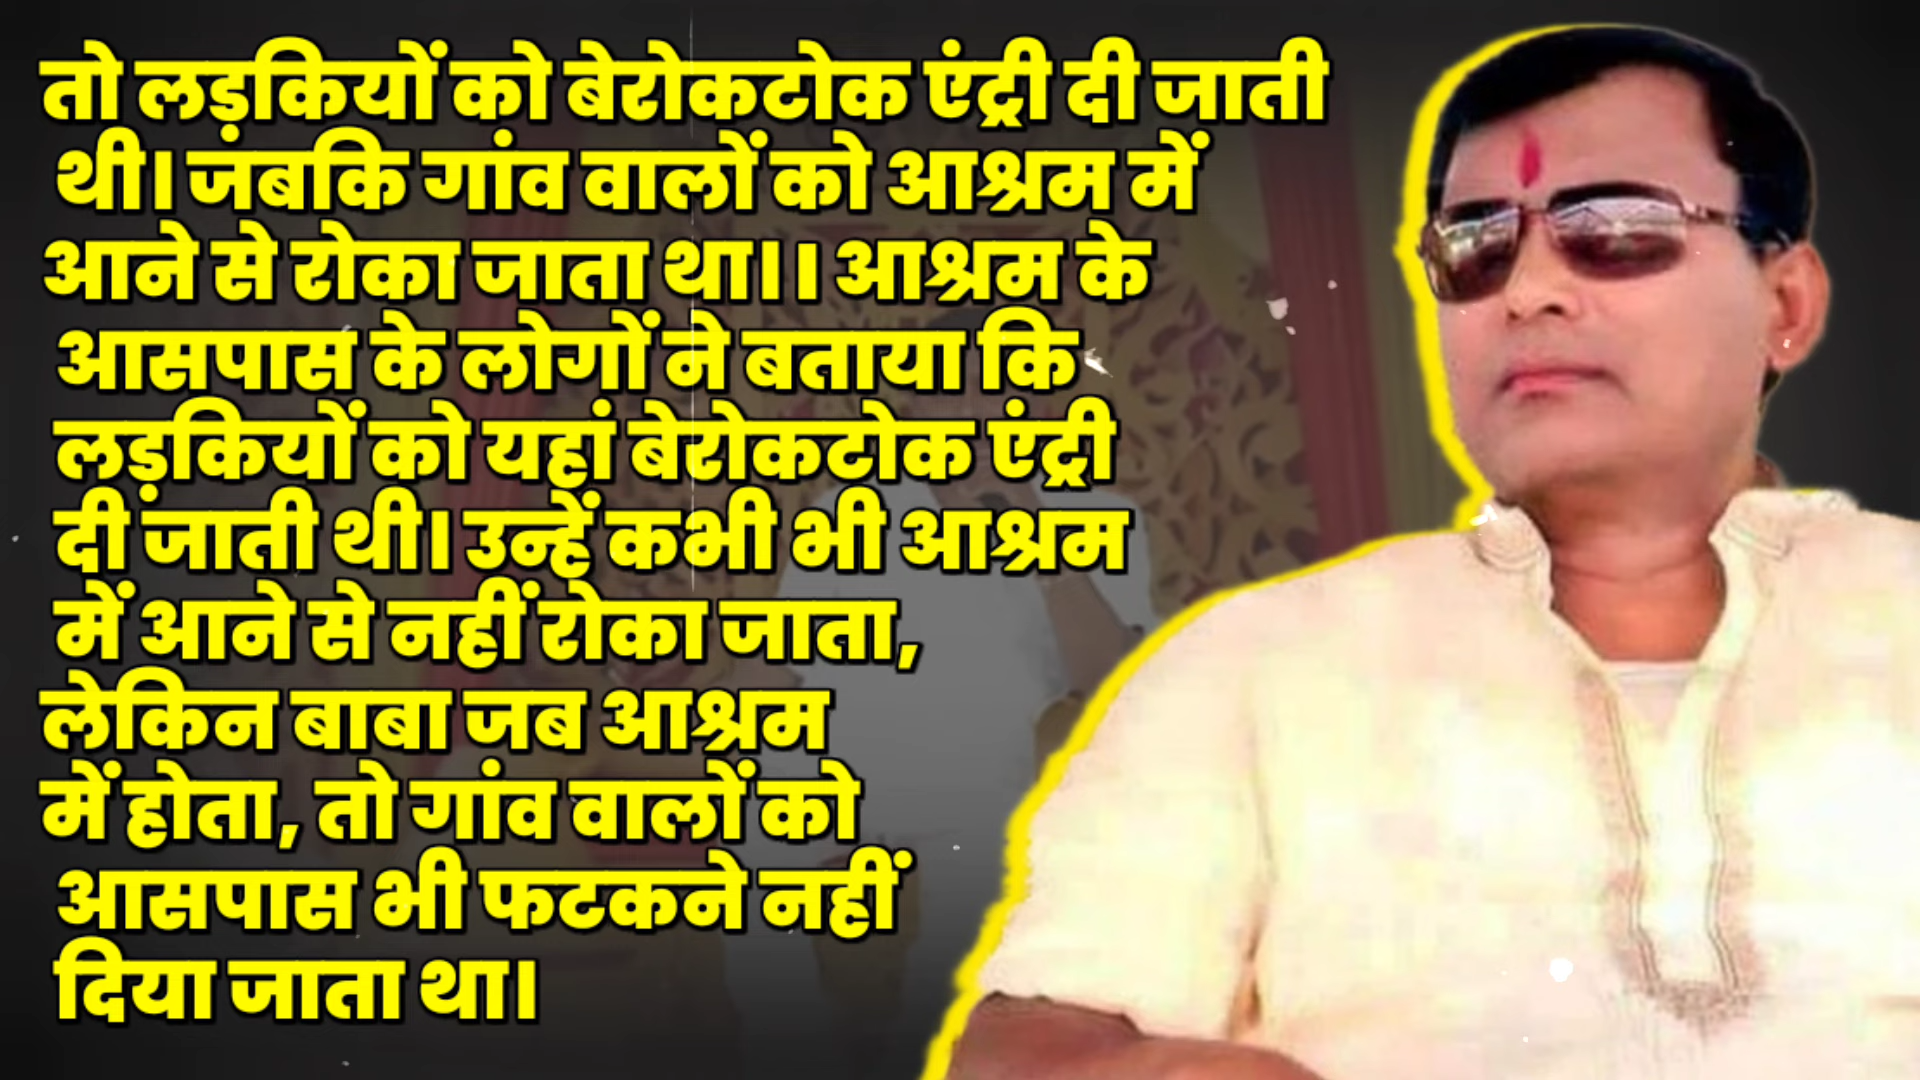 तो लड़कियों को बेरोकटोक एंट्री दी जाती
थी। जबकि गांव वालों को आश्रम में
आने से रोका जाता था।। आश्रम के
आसपास के लोगों ने बताया कि
लड़कियों को यहां बेरोकटोक एंट्री
दी जाती थी। उन्हें कभी भी आश्रम
में आने से नहीं रोका जाता,
लेकिन बाबा जब आश्रम
में होता, तो गांव वालों को
आसपास भी फटकने नहीं
दिया जाता था।